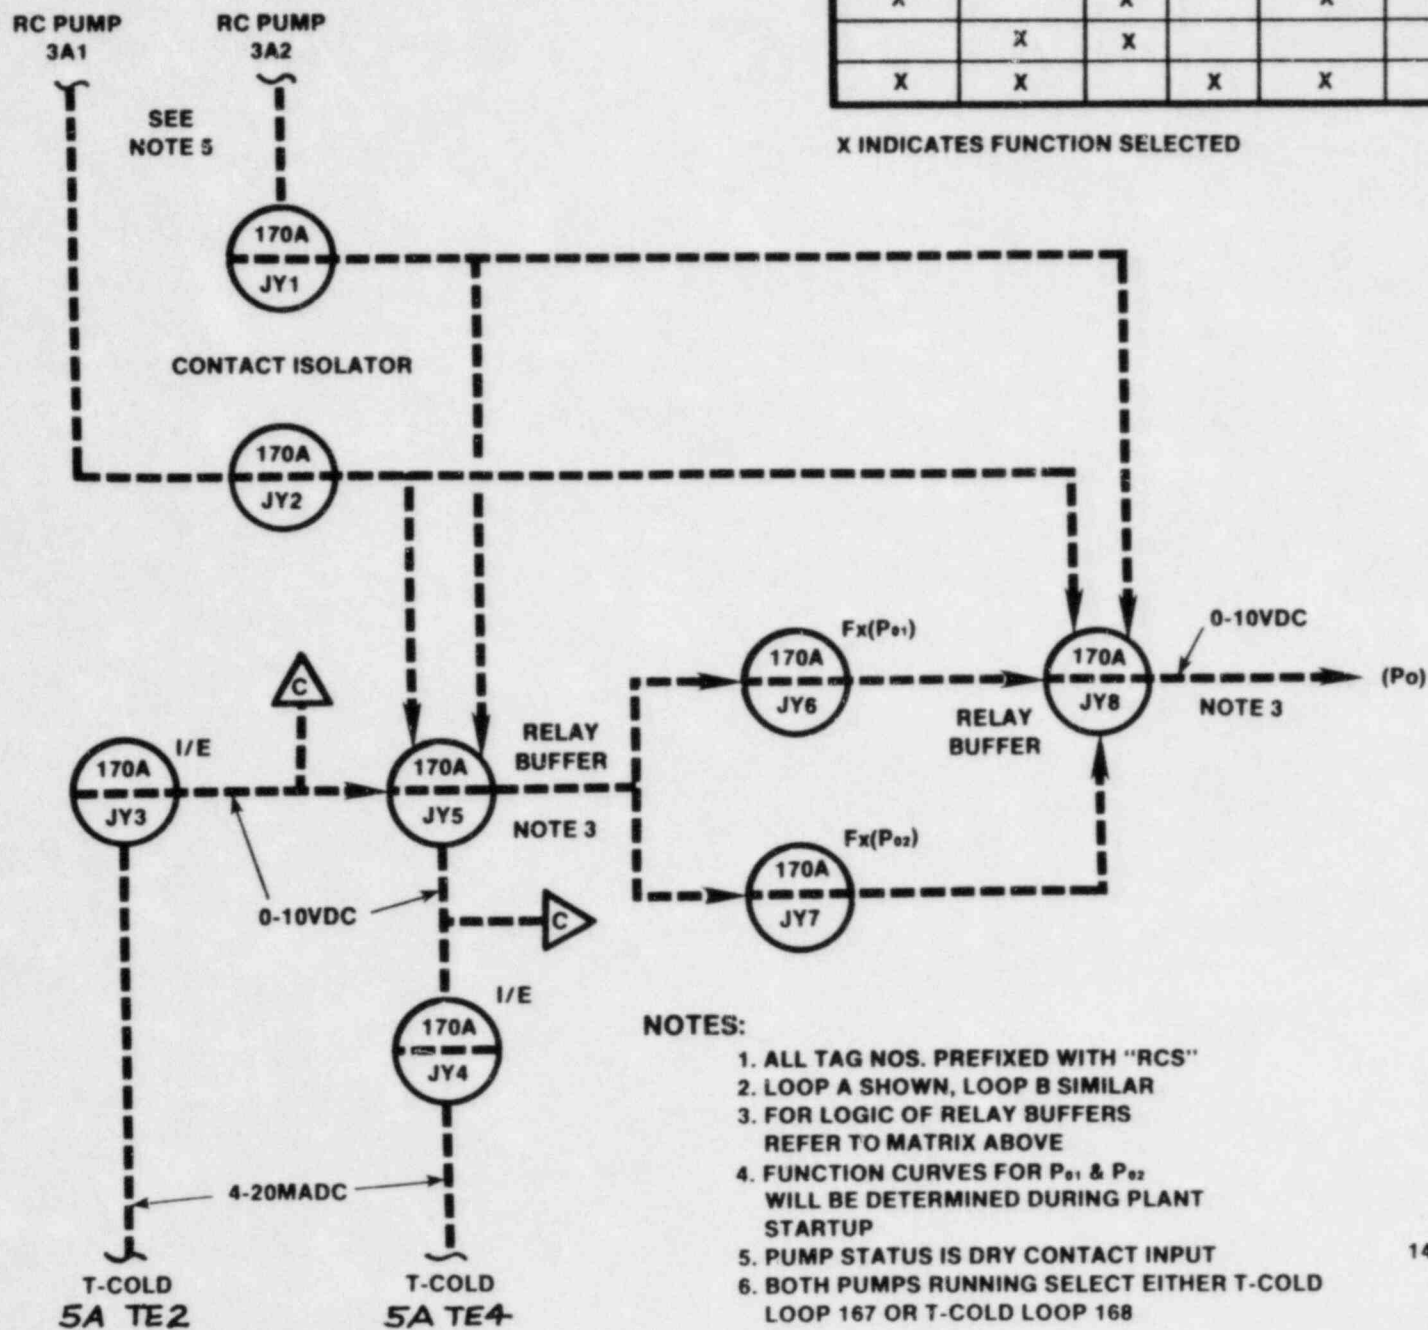 RC PUMP
3A1
RC PUMP
3A2
X X X
X X
X X X X
SEE
NOTE 5
X INDICATES FUNCTION SELECTED
170A
JY1
CONTACT ISOLATOR
170A
JY2
Fx(P01)
0-10VDC
170A
JY6
170A
JY8
(Po)
RELAY
BUFFER
NOTE 3
C
I/E
170A
JY3
170A
JY5
RELAY
BUFFER
NOTE 3
Fx(P02)
170A
JY7
0-10VDC
C
I/E
170A
JY4
4-20MADC
T-COLD
5A TE2
T-COLD
5A TE4
NOTES:
1. ALL TAG NOS. PREFIXED WITH "RCS"
2. LOOP A SHOWN, LOOP B SIMILAR
3. FOR LOGIC OF RELAY BUFFERS
REFER TO MATRIX ABOVE
4. FUNCTION CURVES FOR P01 & P02
WILL BE DETERMINED DURING PLANT
STARTUP
5. PUMP STATUS IS DRY CONTACT INPUT
6. BOTH PUMPS RUNNING SELECT EITHER T-COLD
LOOP 167 OR T-COLD LOOP 168
14